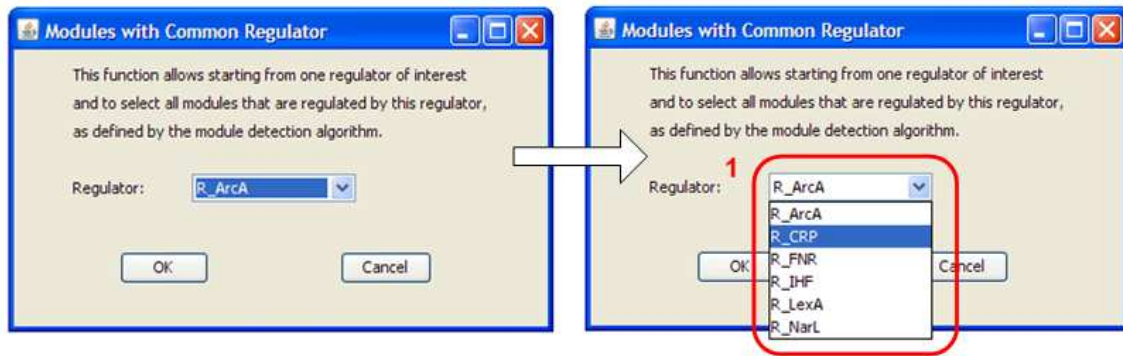 Modules with Common Regulator
This function allows starting from one regulator of interest
and to select all modules that are regulated by this regulator,
as defined by the module detection algorithm.
Regulator: R_ArcA
OK Cancel
Modules with Common Regulator
This function allows starting from one regulator of interest
and to select all modules that are regulated by this regulator,
as defined by the module detection algorithm.
1
Regulator: R_ArcA
R_ArcA
R_CRP
R_FNR
R_IHF
R_LexA
R_NarL
OK Cancel